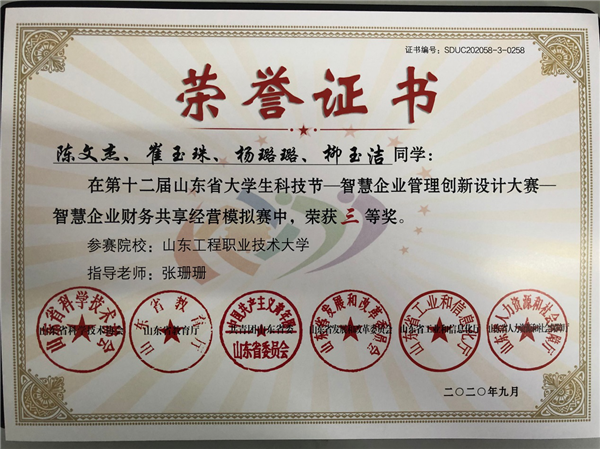 证书编号：SDUC202058-3-0258
荣誉证书
陈文杰、崔玉珠、杨璐璐、柳玉洁同学：
在第十二届山东省大学生科技节—智慧企业管理创新设计大赛—
智慧企业财务共享经营模拟赛中，荣获三等奖。
参赛院校：山东工程职业技术大学
指导老师：张珊珊
山东省科学技术协会
山东省教育厅
中国共产主义青年团
山东省委员会
山东省发展和改革委员会
山东省工业和信息化厅
山东省人力资源和社会保障厅
二〇二〇年九月